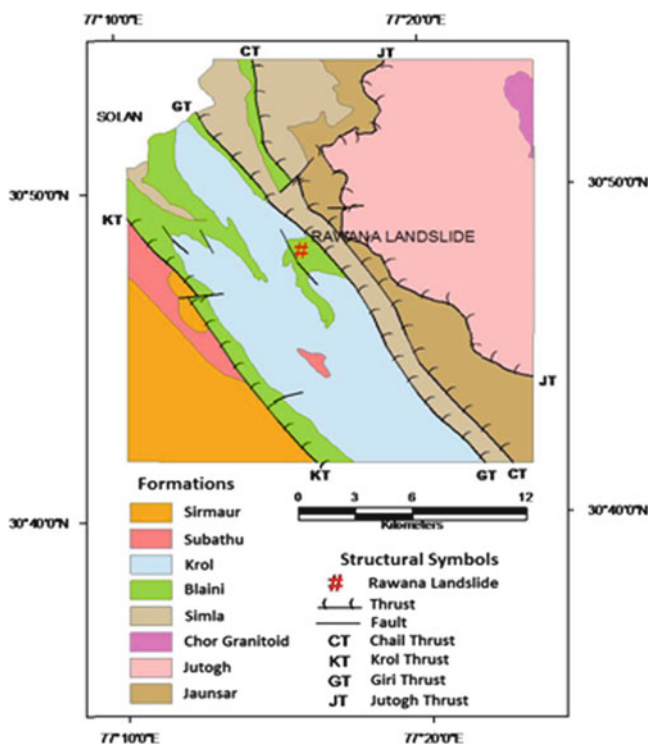 77°10'0"E 77°20'0"E
CT JT
GT
SOLAN
30°50'0"N 30°50'0"N
KT
RAWANA LANDSLIDE
#
JT
KT GT CT
Formations
Sirmaur
Subathu
Krol
Blaini
Simla
Chor Granitoid
Jutogh
Jaunsar
0 3 6 12
Kilometers
30°40'0"N 30°40'0"N
Structural Symbols
# Rawana Landslide
Thrust
Fault
CT Chail Thrust
KT Krol Thrust
GT Giri Thrust
JT Jutogh Thrust
77°10'0"E 77°20'0"E